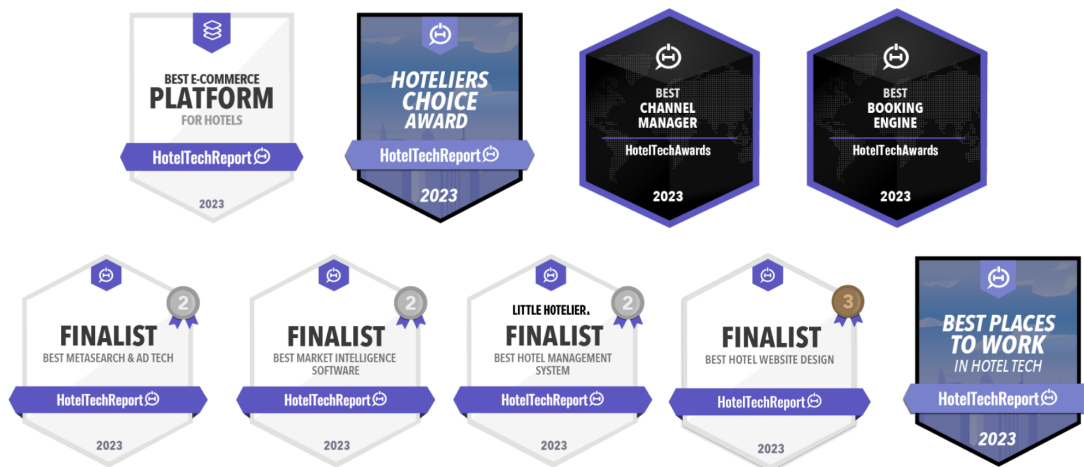 BEST E-COMMERCE
PLATFORM
FOR HOTELS
HotelTechReport
2023
HOTELIERS
CHOICE
AWARD
HotelTechReport
2023
BEST
CHANNEL
MANAGER
HotelTechAwards
2023
BEST
BOOKING
ENGINE
HotelTechAwards
2023
2
FINALIST
BEST METASEARCH & AD TECH
HotelTechReport
2023
2
FINALIST
BEST MARKET INTELLIGENCE
SOFTWARE
HotelTechReport
2023
2
LITTLE HOTELIER
FINALIST
BEST HOTEL MANAGEMENT
SYSTEM
HotelTechReport
2023
3
FINALIST
BEST HOTEL WEBSITE DESIGN
HotelTechReport
2023
BEST PLACES
TO WORK
IN HOTEL TECH
HotelTechReport
2023